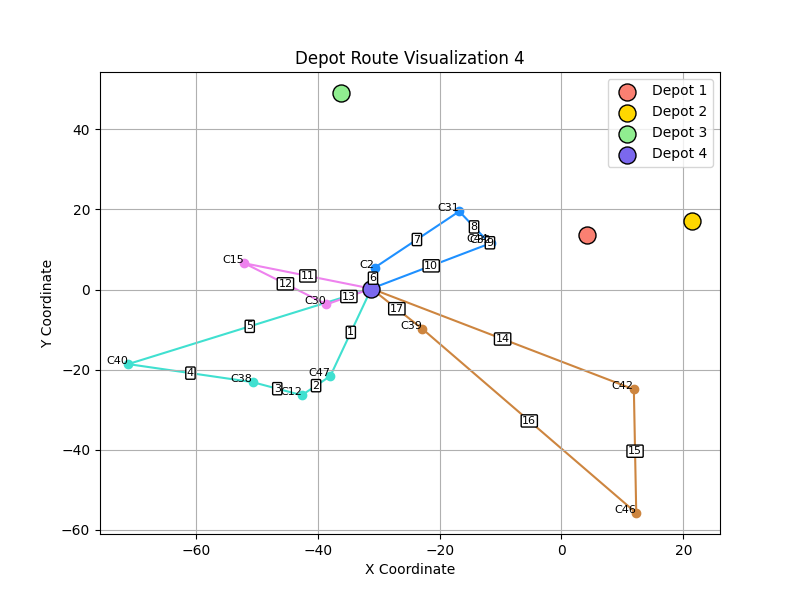 Depot Route Visualization 4
Depot 1
Depot 2
Depot 3
Depot 4
Y Coordinate
40
20
0
−20
−40
−60
C31
8
7
9
C2
10
6
C15
11
12
C30
13
5
17
C39
14
1
C40
4
C38
3
C12
2
C47
C42
16
15
C46
−60
−40
−20
0
20
X Coordinate